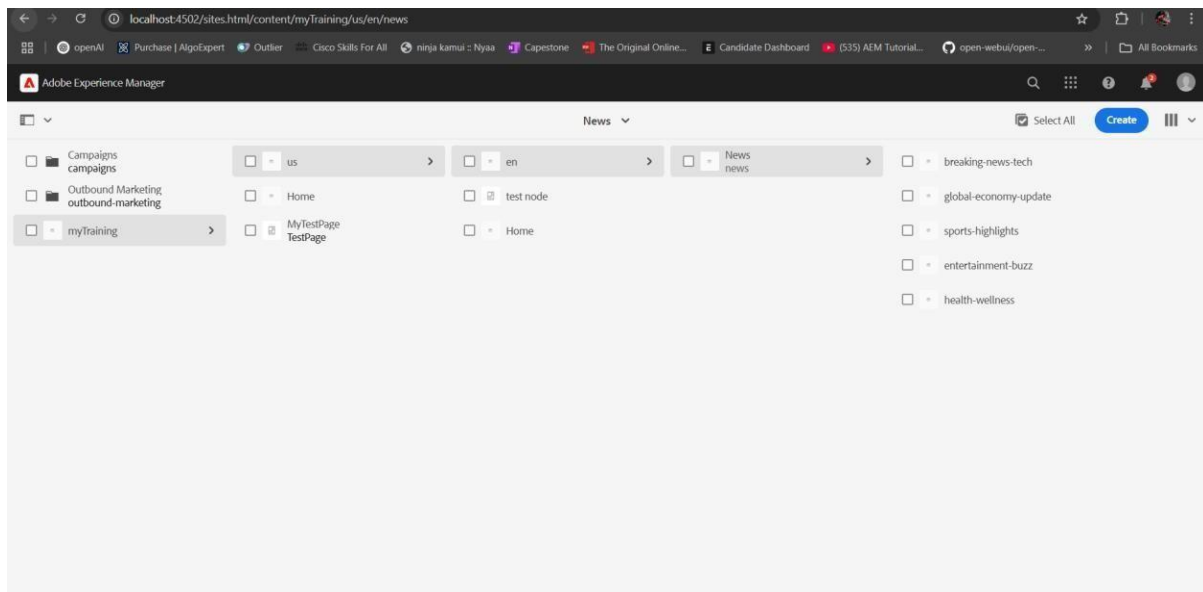 localhost:4502/sites.html/content/myTraining/us/en/news
openAI Purchase | AlgoExpert Outlier Cisco Skills For All ninja kamui :: Nyaa Capestone The Original Online... Candidate Dashboard (535) AEM Tutorial... open-webui/open-... » All Bookmarks
Adobe Experience Manager
2
News
Select All
Create
Campaigns
campaigns
Outbound Marketing
outbound-marketing
myTraining
us
Home
MyTestPage
TestPage
en
test node
Home
News
news
breaking-news-tech
global-economy-update
sports-highlights
entertainment-buzz
health-wellness